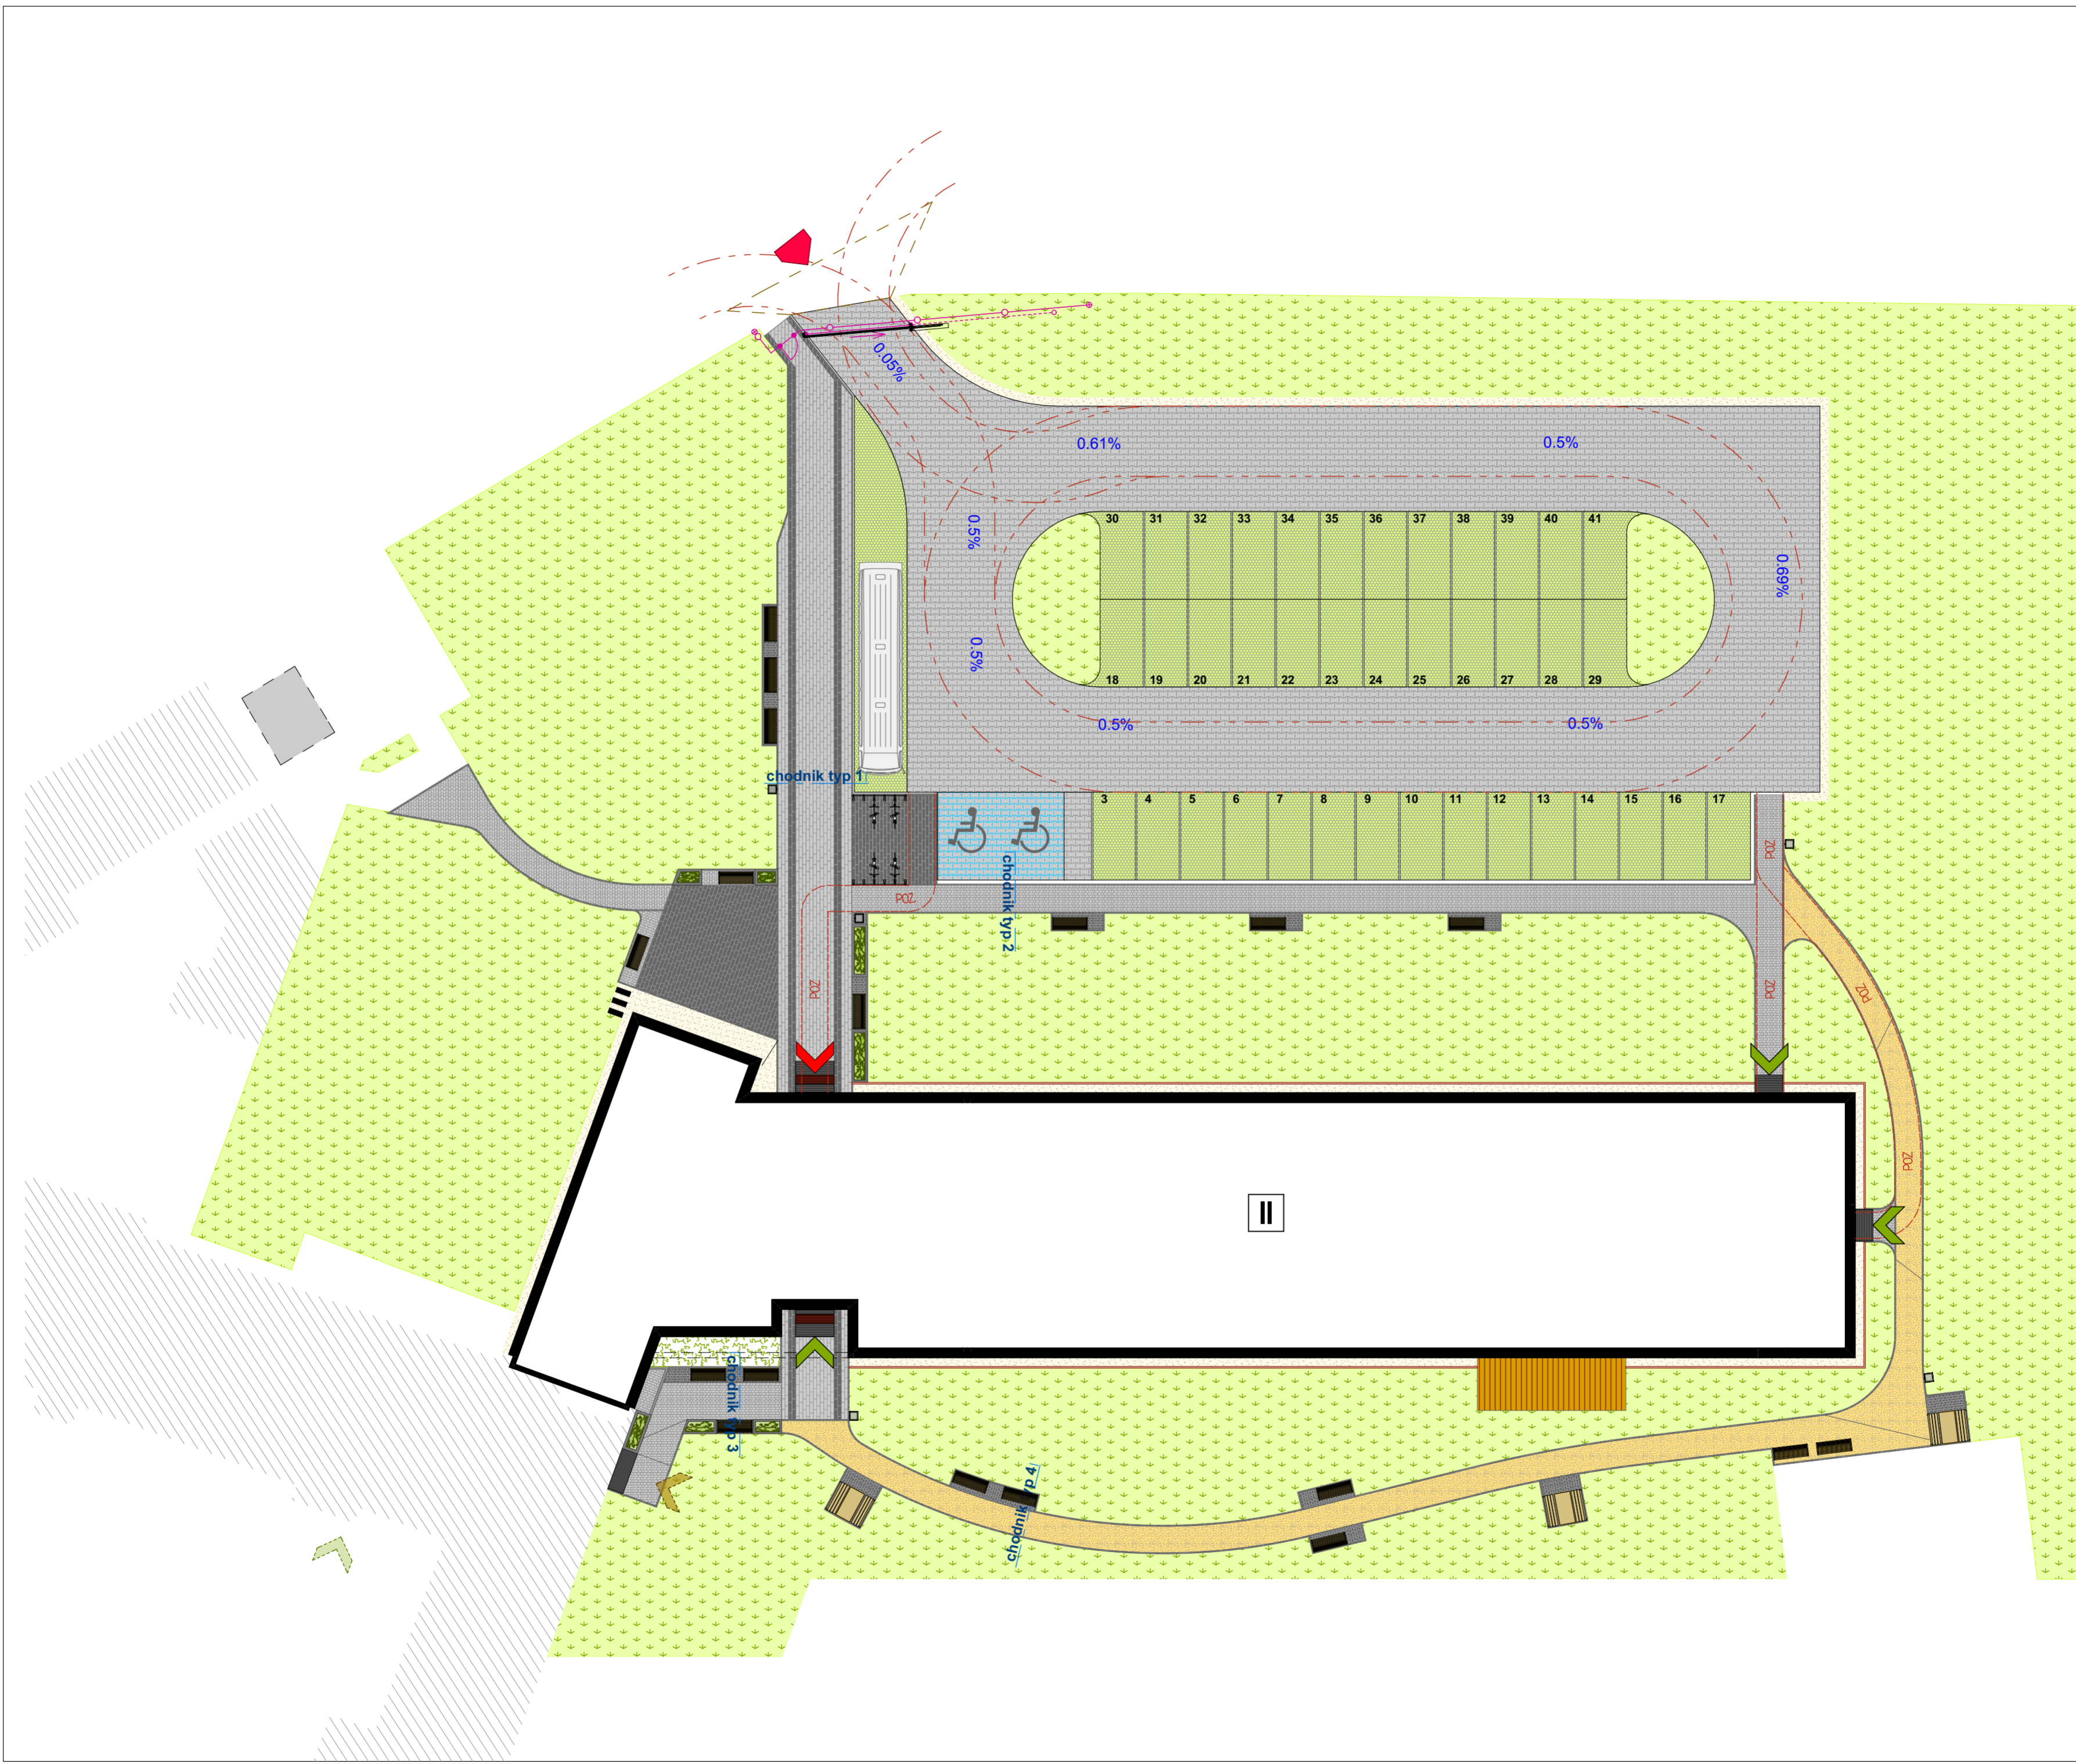 0.05%
0.61%
0.5%
30 31 32 33 34 35 36 37 38 39 40 41
0.5%
0.69%
0.5%
18 19 20 21 22 23 24 25 26 27 28 29
0.5%
0.5%
chodnik typ 1
3 4 5 6 7 8 9 10 11 12 13 14 15 16 17
POZ
chodnik typ 2
POZ
POZ
POZ
POZ
POZ
II
chodnik typ 3
chodnik typ 4